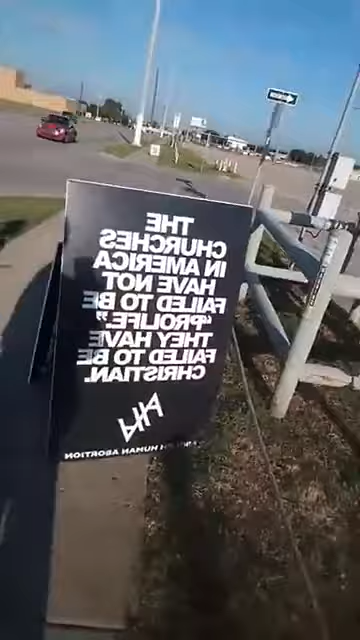 THE
CHURCHES
IN AMERICA
HAVE NOT
FAILED TO BE
“PROLIFE.”
THEY HAVE
FAILED TO BE
CHRISTIAN.
AHA
ABOLISH HUMAN ABORTION